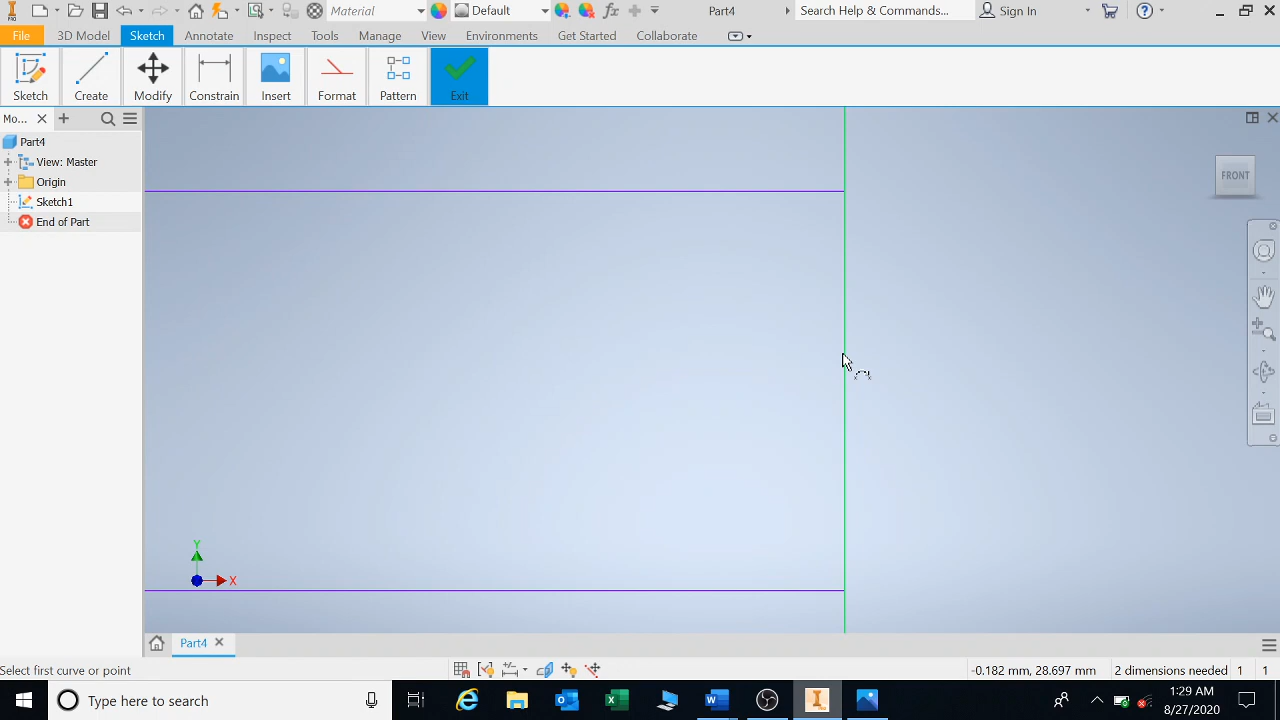 PRO
Material
Default
fx
Part4
Search Help & Commands...
Sign In
File
3D Model
Sketch
Annotate
Inspect
Tools
Manage
View
Environments
Get Started
Collaborate
Sketch
Create
Modify
Constrain
Insert
Format
Pattern
Exit
Mo...
Part4
View: Master
Origin
Sketch1
End of Part
FRONT
Y
X
Part4
Select first curve or point
-0.182 mm, 28.697 mm
2 dimensions needed
1
1
Type here to search
1:29 AM
8/27/2020